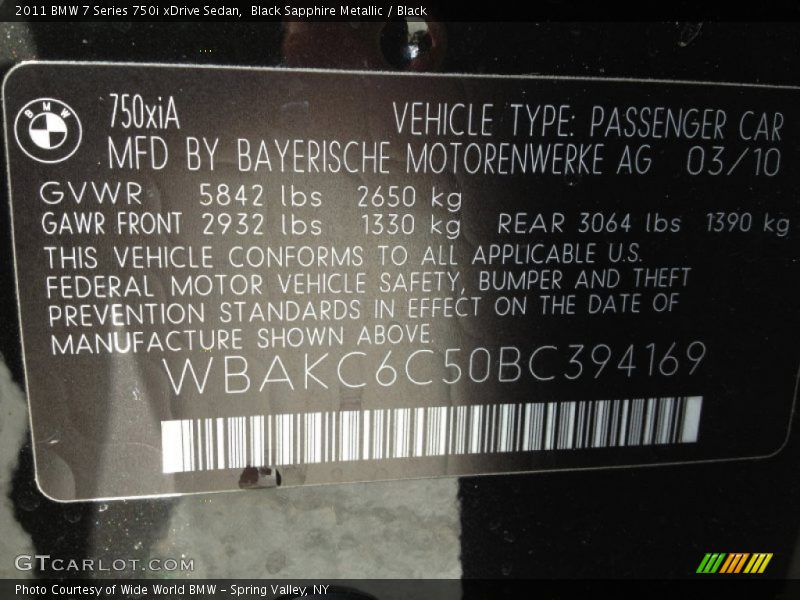 2011 BMW 7 Series 750i xDrive Sedan,  Black Sapphire Metallic / Black
BMW
750xiA
VEHICLE TYPE: PASSENGER CAR
MFD BY BAYERISCHE MOTORENWERKE AG 03/10
GVWR 5842 lbs 2650 kg
GAWR FRONT 2932 lbs 1330 kg REAR 3064 lbs 1390 kg
THIS VEHICLE CONFORMS TO ALL APPLICABLE U.S.
FEDERAL MOTOR VEHICLE SAFETY, BUMPER AND THEFT
PREVENTION STANDARDS IN EFFECT ON THE DATE OF
MANUFACTURE SHOWN ABOVE.
WBAKC6C50BC394169
GTCARLOT.COM
Photo Courtesy of Wide World BMW - Spring Valley, NY